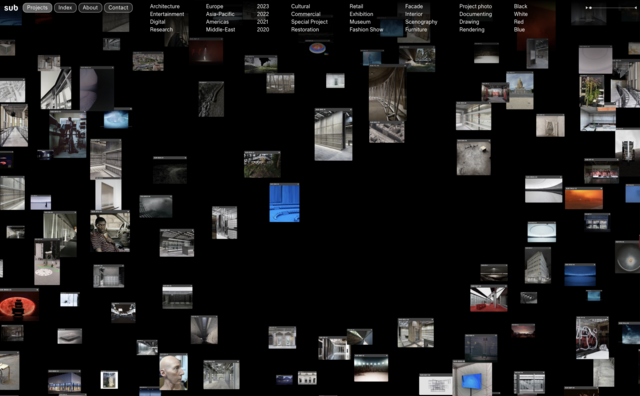 sub Projects Index About Contact
Architecture Europe 2023 Cultural Retail Facade Project photo Black
Entertainment Asia-Pacific 2022 Commercial Exhibition Interior Documenting White
Digital Americas 2021 Special Project Museum Scenography Drawing Red
Research Middle-East 2020 Restoration Fashion Show Furniture Rendering Blue